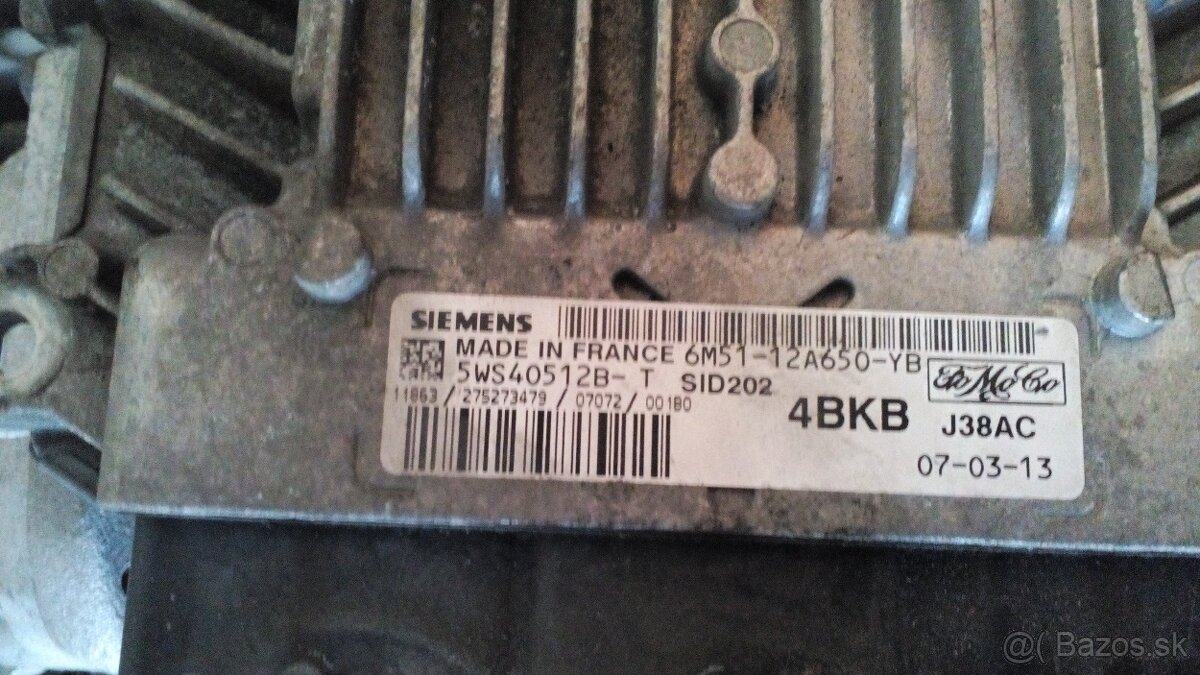 SIEMENS
MADE IN FRANCE 6M51-12A650-YB
5WS40512B-T SID202
FoMoCo
11863 / 275273479 / 07072 / 00180
4BKB J38AC
07-03-13
@( Bazos.sk